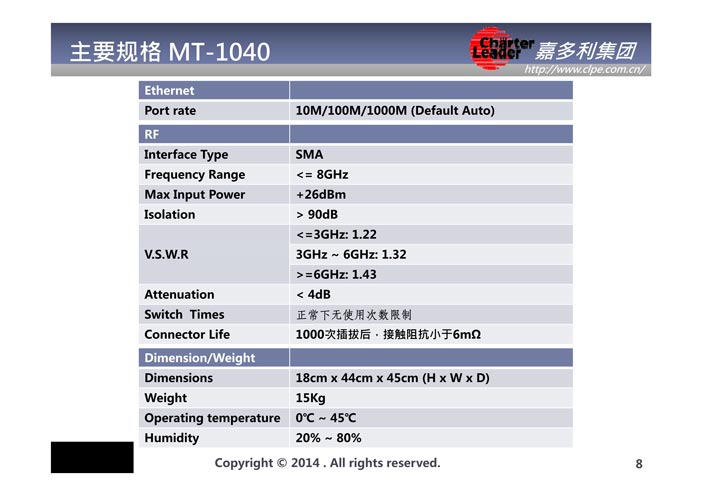 主要规格 MT-1040
Charter Leader 嘉多利集团
http://www.clpe.com.cn/
Ethernet
Port rate 10M/100M/1000M (Default Auto)
RF
Interface Type SMA
Frequency Range <= 8GHz
Max Input Power +26dBm
Isolation > 90dB
V.S.W.R <=3GHz: 1.22
3GHz ~ 6GHz: 1.32
>=6GHz: 1.43
Attenuation < 4dB
Switch Times 正常下无使用次数限制
Connector Life 1000次插拔后，接触阻抗小于6mΩ
Dimension/Weight
Dimensions 18cm x 44cm x 45cm (H x W x D)
Weight 15Kg
Operating temperature 0℃ ~ 45℃
Humidity 20% ~ 80%
Copyright © 2014 . All rights reserved.
8